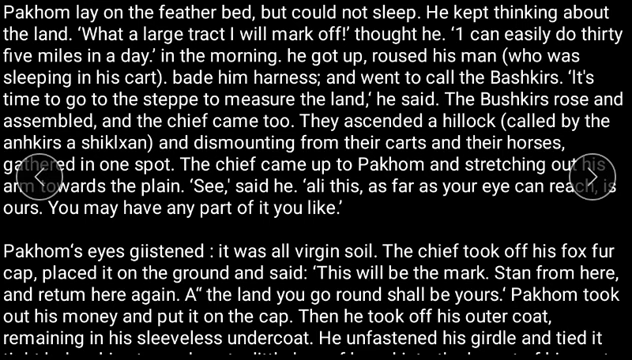 Pakhom lay on the feather bed, but could not sleep. He kept thinking about
the land. ‘What a large tract I will mark off!’ thought he. ‘1 can easily do thirty
five miles in a day.’ in the morning. he got up, roused his man (who was
sleeping in his cart). bade him harness; and went to call the Bashkirs. ‘It's
time to go to the steppe to measure the land,‘ he said. The Bushkirs rose and
assembled, and the chief came too. They ascended a hillock (called by the
anhkirs a shiklxan) and dismounting from their carts and their horses,
gathered in one spot. The chief came up to Pakhom and stretching out his
arm towards the plain. ‘See,' said he. ‘ali this, as far as your eye can reach, is
ours. You may have any part of it you like.’
Pakhom‘s eyes giistened : it was all virgin soil. The chief took off his fox fur
cap, placed it on the ground and said: ‘This will be the mark. Stan from here,
and retum here again. A“ the land you go round shall be yours.‘ Pakhom took
out his money and put it on the cap. Then he took off his outer coat,
remaining in his sleeveless undercoat. He unfastened his girdle and tied it